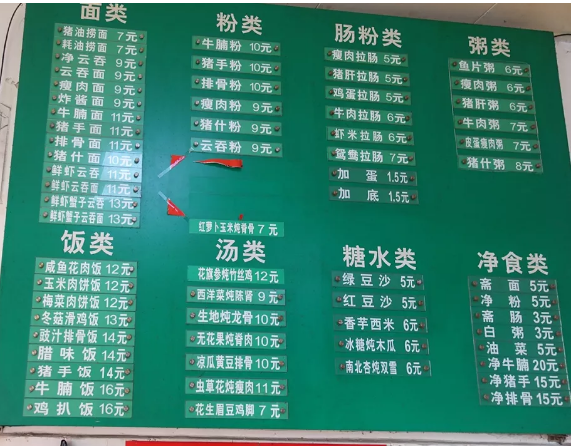 面类
猪油捞面 7元
耗油捞面 7元
净云吞 9元
云吞面 9元
瘦肉面 9元
炸酱面 9元
牛腩面 11元
猪手面 11元
排骨面 11元
猪什面 10元
鲜虾云吞 11元
鲜虾云吞面 11元
鲜虾蟹子云吞 13元
鲜虾蟹子云吞面 13元
粉类
牛腩粉 10元
猪手粉 10元
排骨粉 10元
瘦肉粉 9元
猪什粉 9元
云吞粉 9元
肠粉类
瘦肉拉肠 5元
猪肝拉肠 5元
鸡蛋拉肠 5元
牛肉拉肠 6元
虾米拉肠 6元
鸳鸯拉肠 7元
加蛋 1.5元
加底 1.5元
粥类
鱼片粥 6元
瘦肉粥 6元
猪肝粥 6元
牛肉粥 7元
皮蛋瘦肉粥 7元
猪什粥 8元
饭类
咸鱼花肉饭 12元
玉米肉饼饭 12元
梅菜肉饼饭 12元
冬菇滑鸡饭 13元
豉汁排骨饭 14元
腊味饭 14元
猪手饭 14元
牛腩饭 16元
鸡扒饭 16元
红萝卜玉米炖脊骨 7元
汤类
花旗参炖竹丝鸡 12元
西洋菜炖陈肾 9元
生地炖龙骨 10元
无花果炖脊肉 10元
凉瓜黄豆排骨 10元
虫草花炖瘦肉 11元
花生眉豆鸡脚 7元
糖水类
绿豆沙 5元
红豆沙 5元
香芋西米 6元
冰糖炖木瓜 6元
南北杏炖双雪 6元
净食类
斋面 5元
净粉 5元
斋肠 3元
白粥 3元
油菜 5元
净牛腩 20元
净猪手 15元
净排骨 15元